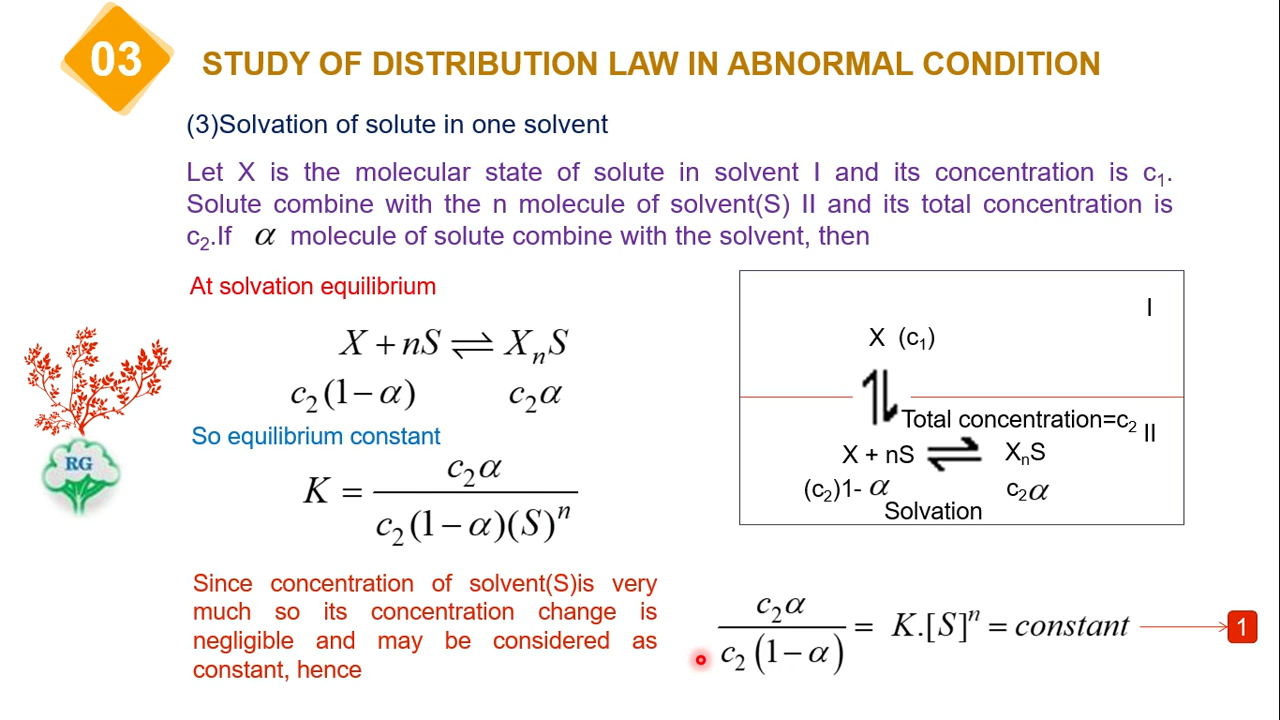 03
STUDY OF DISTRIBUTION LAW IN ABNORMAL CONDITION
(3)Solvation of solute in one solvent
Let X is the molecular state of solute in solvent I and its concentration is c₁.
Solute combine with the n molecule of solvent(S) II and its total concentration is
c₂.If α molecule of solute combine with the solvent, then
At solvation equilibrium
X + nS ⇌ XₙS
c₂(1−α) c₂α
So equilibrium constant
K = c₂α / c₂(1−α)(S)ⁿ
Since concentration of solvent(S)is very
much so its concentration change is
negligible and may be considered as
constant, hence
RG
I
X (c₁)
⇌
Total concentration=c₂
II
X + nS ⇌ XₙS
(c₂)1- α c₂α
Solvation
c₂α / c₂(1−α) = K.[S]ⁿ = constant
1